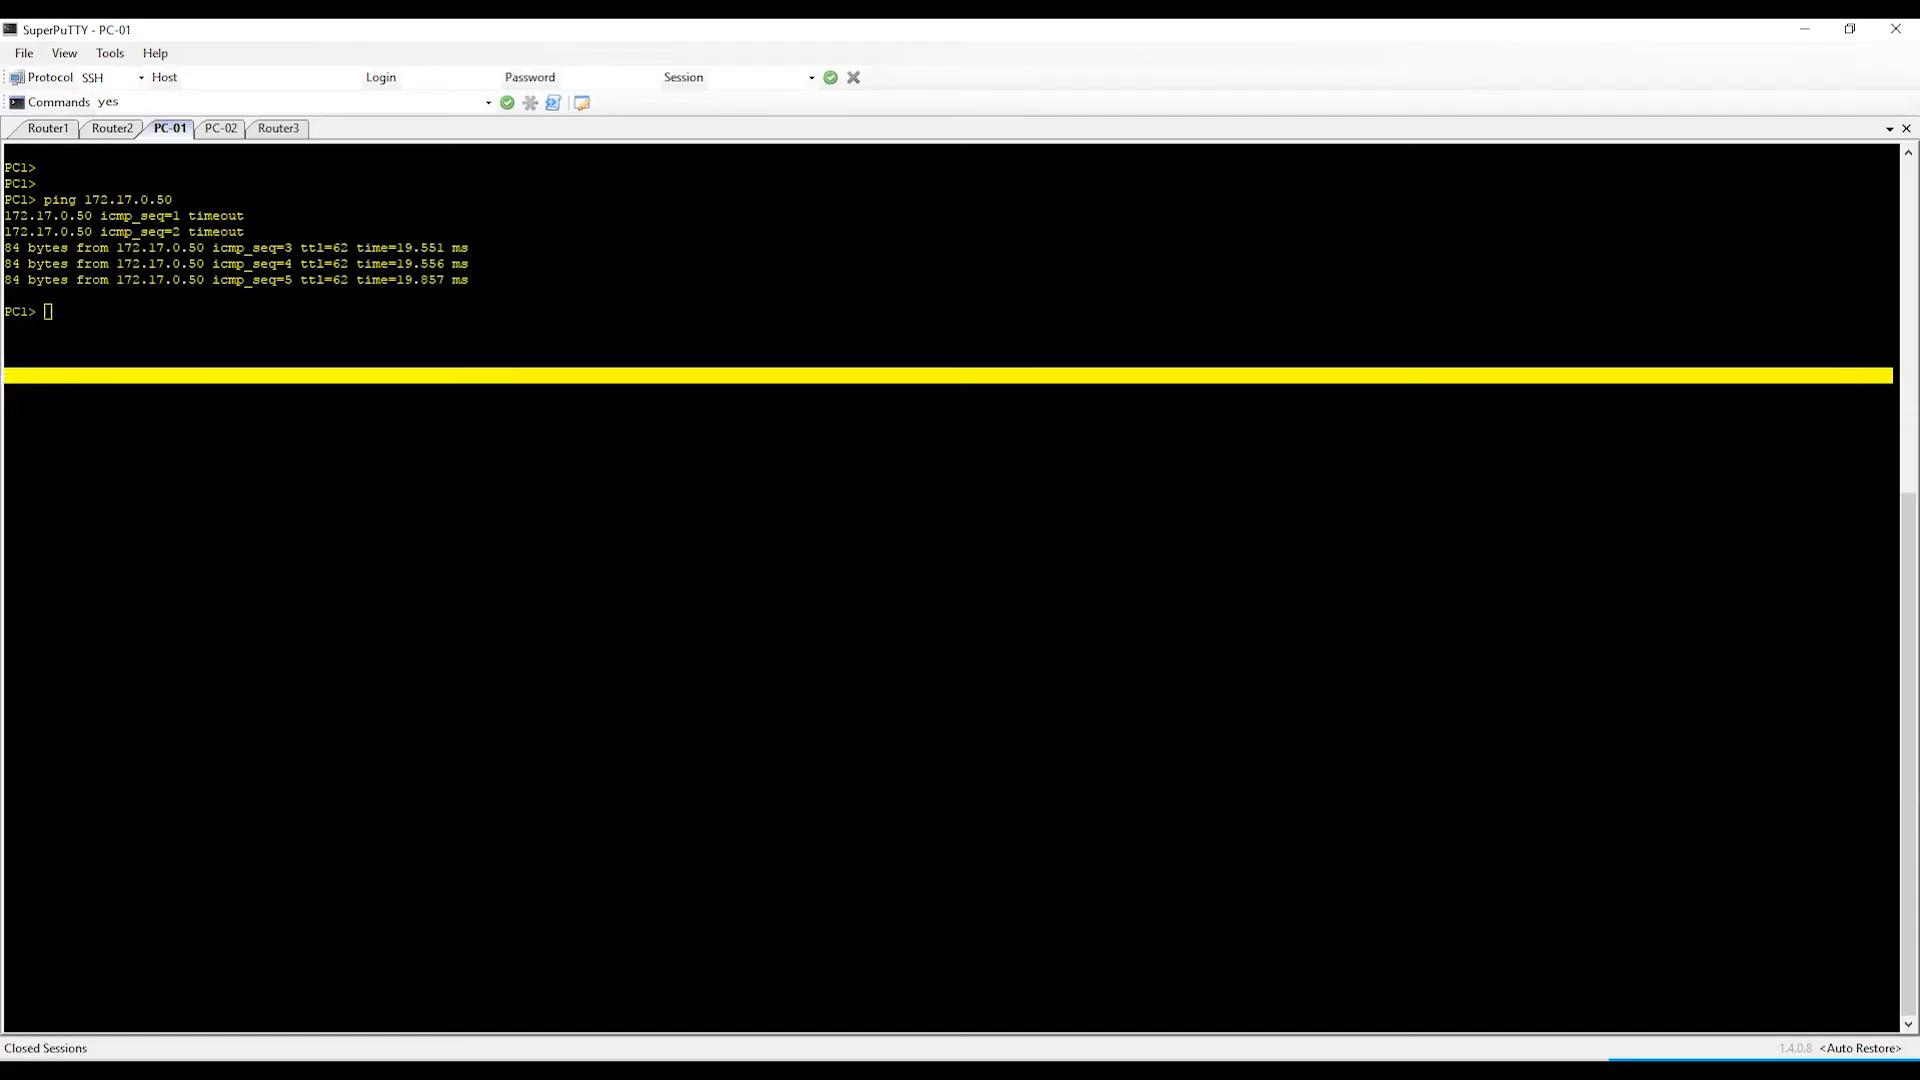 SuperPuTTY - PC-01
File View Tools Help
Protocol SSH Host Login Password Session
Commands yes
Router1 Router2 PC-01 PC-02 Router3
PC1>
PC1>
PC1> ping 172.17.0.50
172.17.0.50 icmp_seq=1 timeout
172.17.0.50 icmp_seq=2 timeout
84 bytes from 172.17.0.50 icmp_seq=3 ttl=62 time=19.551 ms
84 bytes from 172.17.0.50 icmp_seq=4 ttl=62 time=19.556 ms
84 bytes from 172.17.0.50 icmp_seq=5 ttl=62 time=19.857 ms
PC1>
Closed Sessions 1.4.0.8 <Auto Restore>